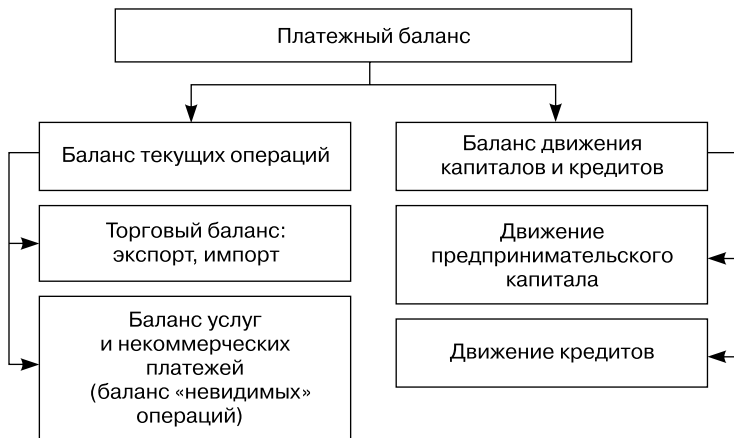 Платежный баланс
Баланс текущих операций
Баланс движения
капиталов и кредитов
Торговый баланс:
экспорт, импорт
Движение
предпринимательского
капитала
Баланс услуг
и некоммерческих
платежей
(баланс «невидимых»
операций)
Движение кредитов